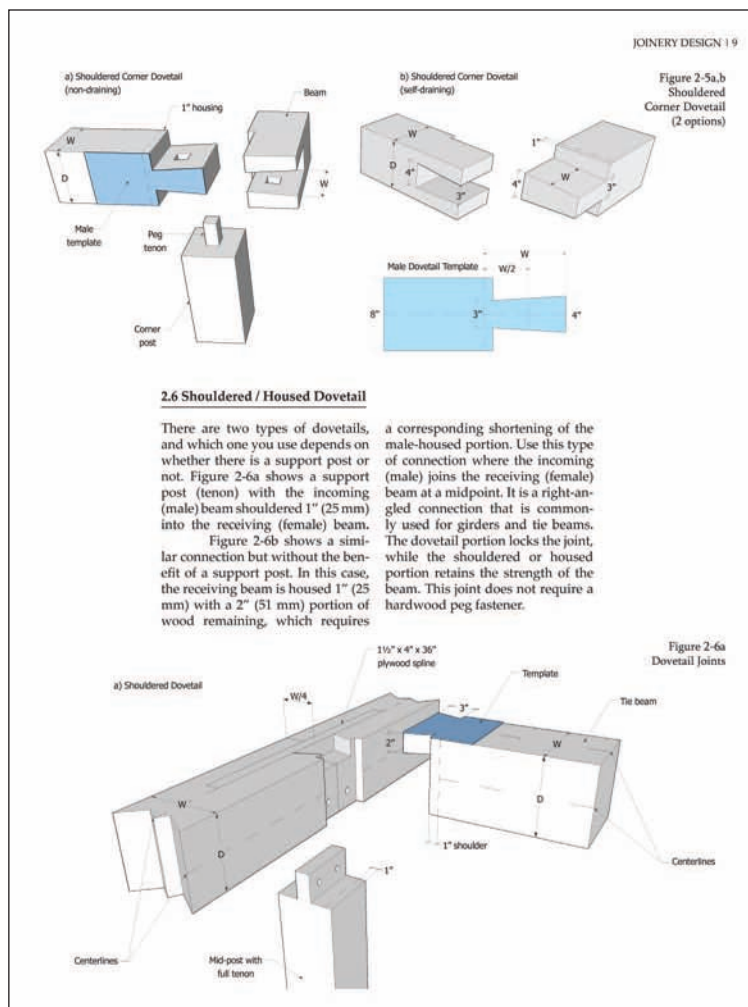 JOINERY DESIGN | 9
a) Shouldered Corner Dovetail
(non-draining)
1" housing
Beam
W
D
W
Male
template
Peg
tenon
Corner
post
b) Shouldered Corner Dovetail
(self-draining)
W
D
4"
3"
1"
W
4"
3"
Figure 2-5a,b
Shouldered
Corner Dovetail
(2 options)
W
Male Dovetail Template
W/2
8"
3"
4"
2.6 Shouldered / Housed Dovetail
There are two types of dovetails,
and which one you use depends on
whether there is a support post or
not. Figure 2-6a shows a support
post (tenon) with the incoming
(male) beam shouldered 1" (25 mm)
into the receiving (female) beam.
Figure 2-6b shows a simi-
lar connection but without the ben-
efit of a support post. In this case,
the receiving beam is housed 1" (25
mm) with a 2" (51 mm) portion of
wood remaining, which requires
a corresponding shortening of the
male-housed portion. Use this type
of connection where the incoming
(male) joins the receiving (female)
beam at a midpoint. It is a right-an-
gled connection that is common-
ly used for girders and tie beams.
The dovetail portion locks the joint,
while the shouldered or housed
portion retains the strength of the
beam. This joint does not require a
hardwood peg fastener.
Figure 2-6a
Dovetail Joints
a) Shouldered Dovetail
1½" x 4" x 36"
plywood spline
W/4
Template
3"
Tie beam
2"
W
W
D
D
1" shoulder
1"
Centerlines
Centerlines
Mid-post with
full tenon